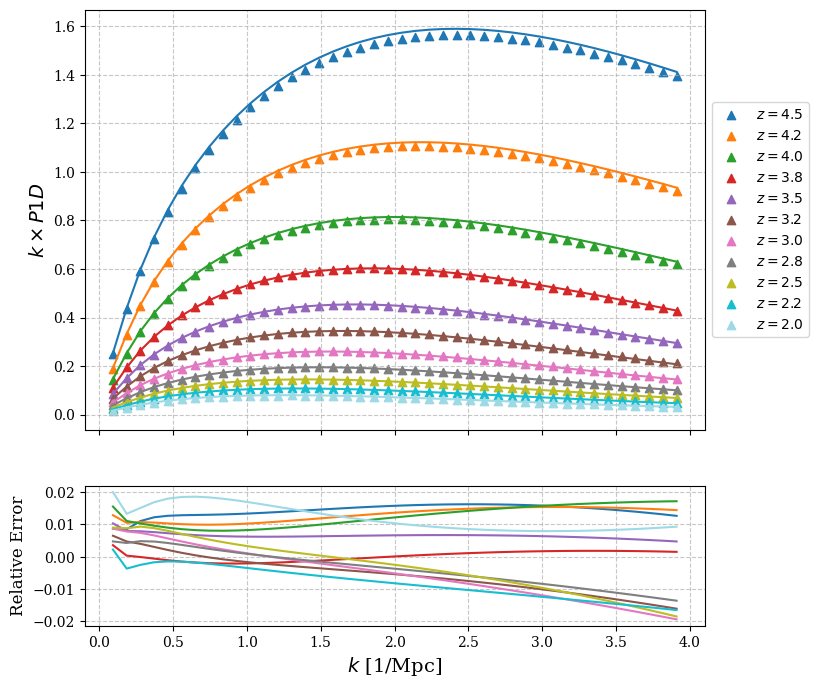 1.6
1.4
1.2
1.0
0.8
0.6
0.4
0.2
0.0
k × P1D
z = 4.5
z = 4.2
z = 4.0
z = 3.8
z = 3.5
z = 3.2
z = 3.0
z = 2.8
z = 2.5
z = 2.2
z = 2.0
0.02
0.01
0.00
−0.01
−0.02
Relative Error
0.0 0.5 1.0 1.5 2.0 2.5 3.0 3.5 4.0
k [1/Mpc]